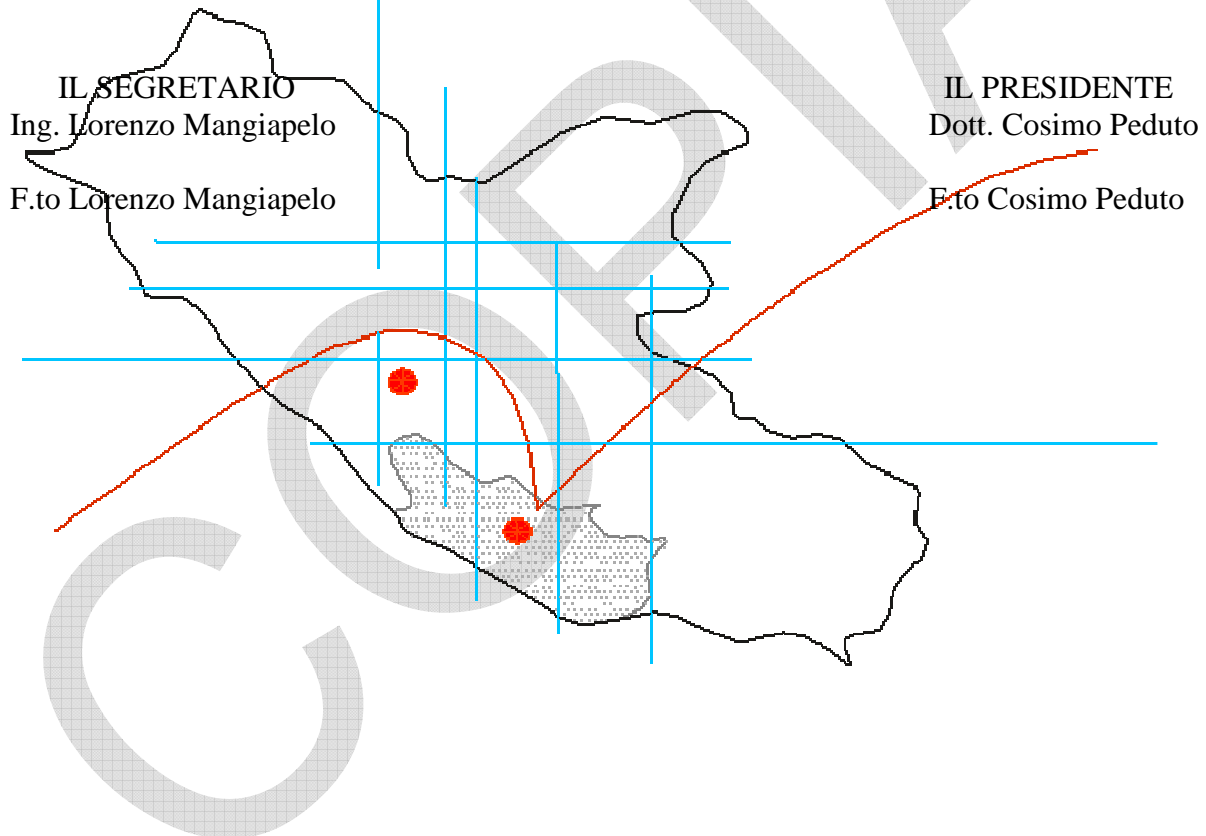 IL SEGRETARIO
Ing. Lorenzo Mangiapelo
F.to Lorenzo Mangiapelo
IL PRESIDENTE
Dott. Cosimo Peduto
F.to Cosimo Peduto
COPIA